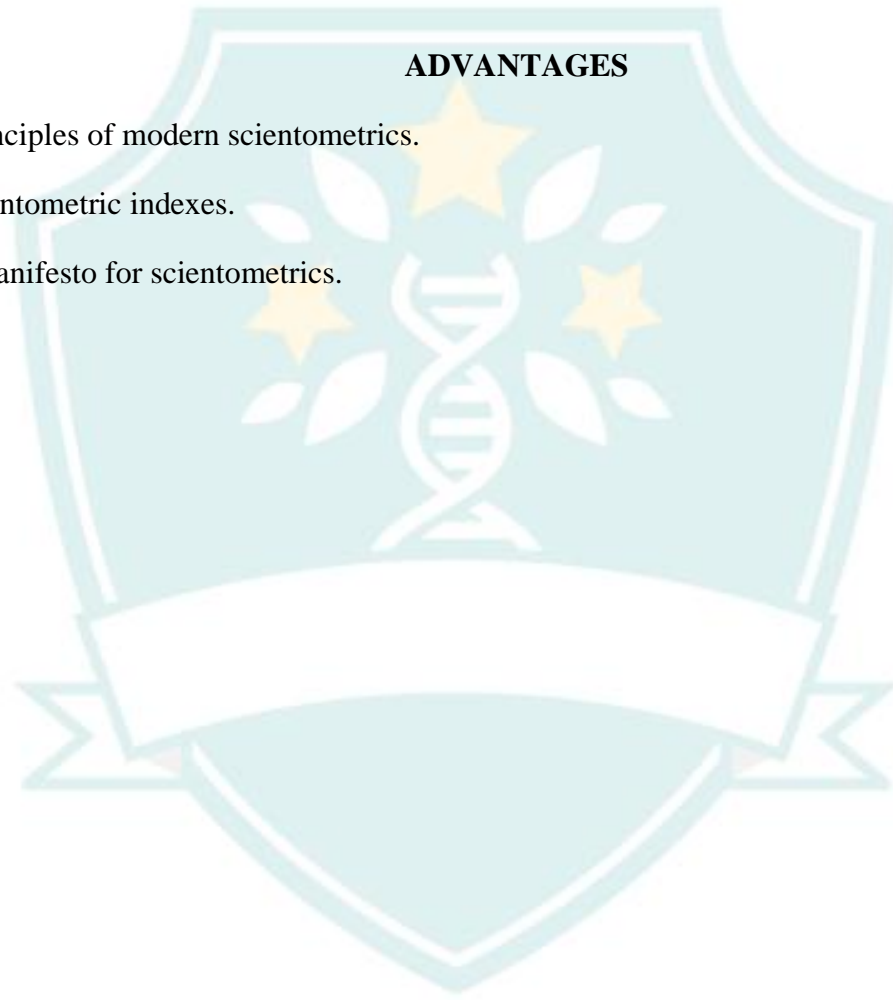 ADVANTAGES
nciples of modern scientometrics.
ntometric indexes.
anifesto for scientometrics.